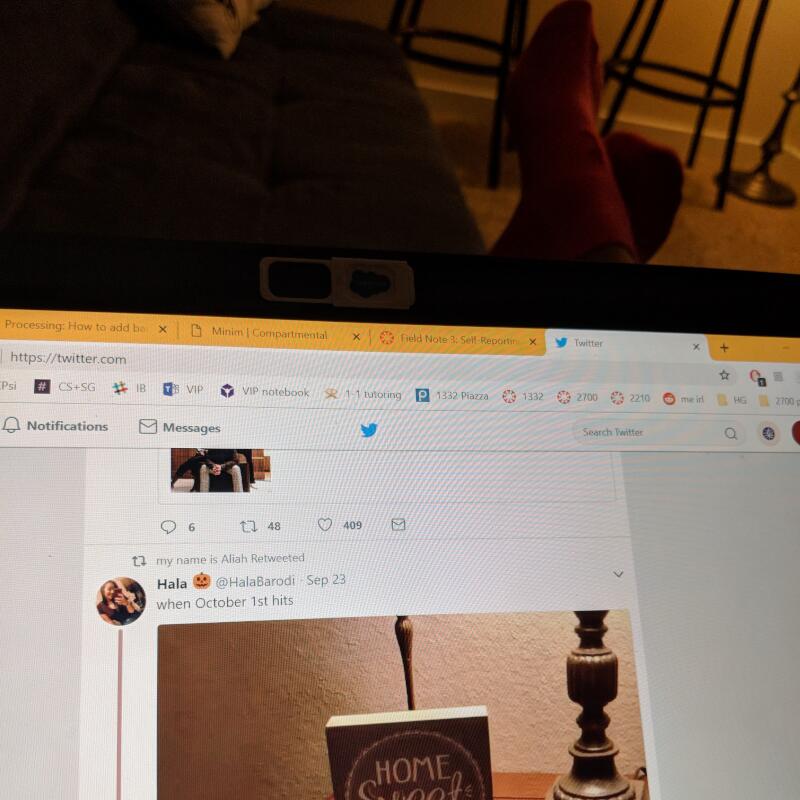 Processing: How to add ba
Minim | Compartmental
Field Note 3: Self-Reportin
Twitter
https://twitter.com
Psi
CS+SG
IB
VIP
VIP notebook
1-1 tutoring
1332 Piazza
1332
2700
2210
me irl
HG
2700 p
Notifications
Messages
Search Twitter
6
48
409
my name is Aliah Retweeted
Hala @HalaBarodi · Sep 23
when October 1st hits
HOME
Sweet